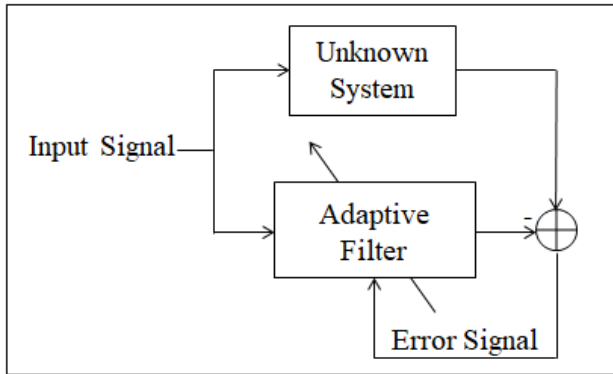 Unknown
System
Input Signal
Adaptive
Filter
-
Error Signal